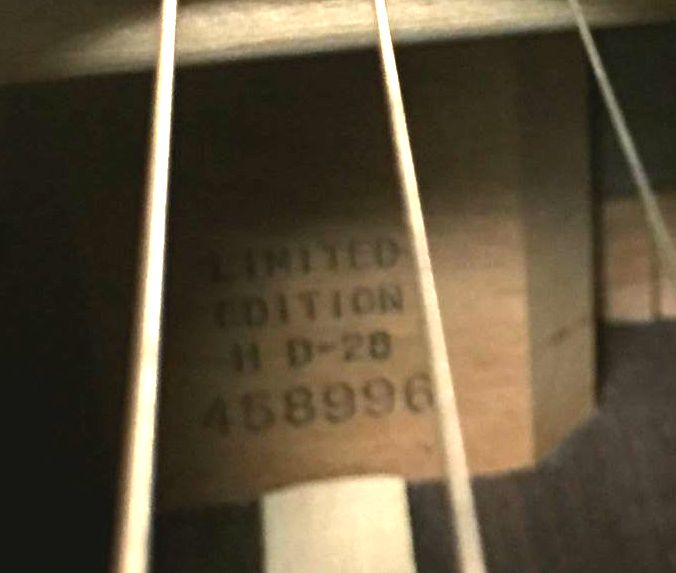 LIMITED
EDITION
H D-28
458996